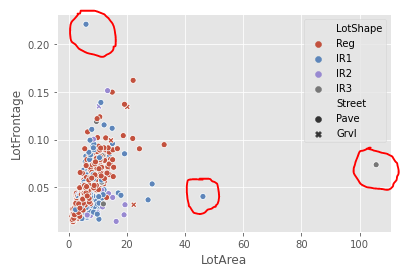 LotShape
Reg
IR1
IR2
IR3
Street
Pave
Grvl
0.20
0.15
0.10
0.05
LotFrontage
0 20 40 60 80 100
LotArea